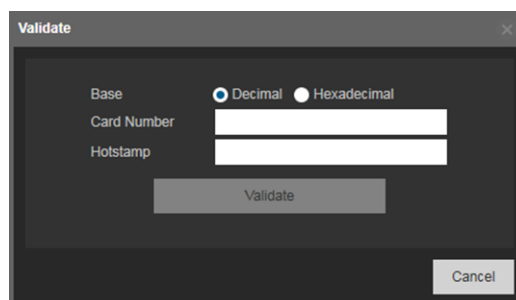 Validate
Base Decimal Hexadecimal
Card Number
Hotstamp
Validate
Cancel